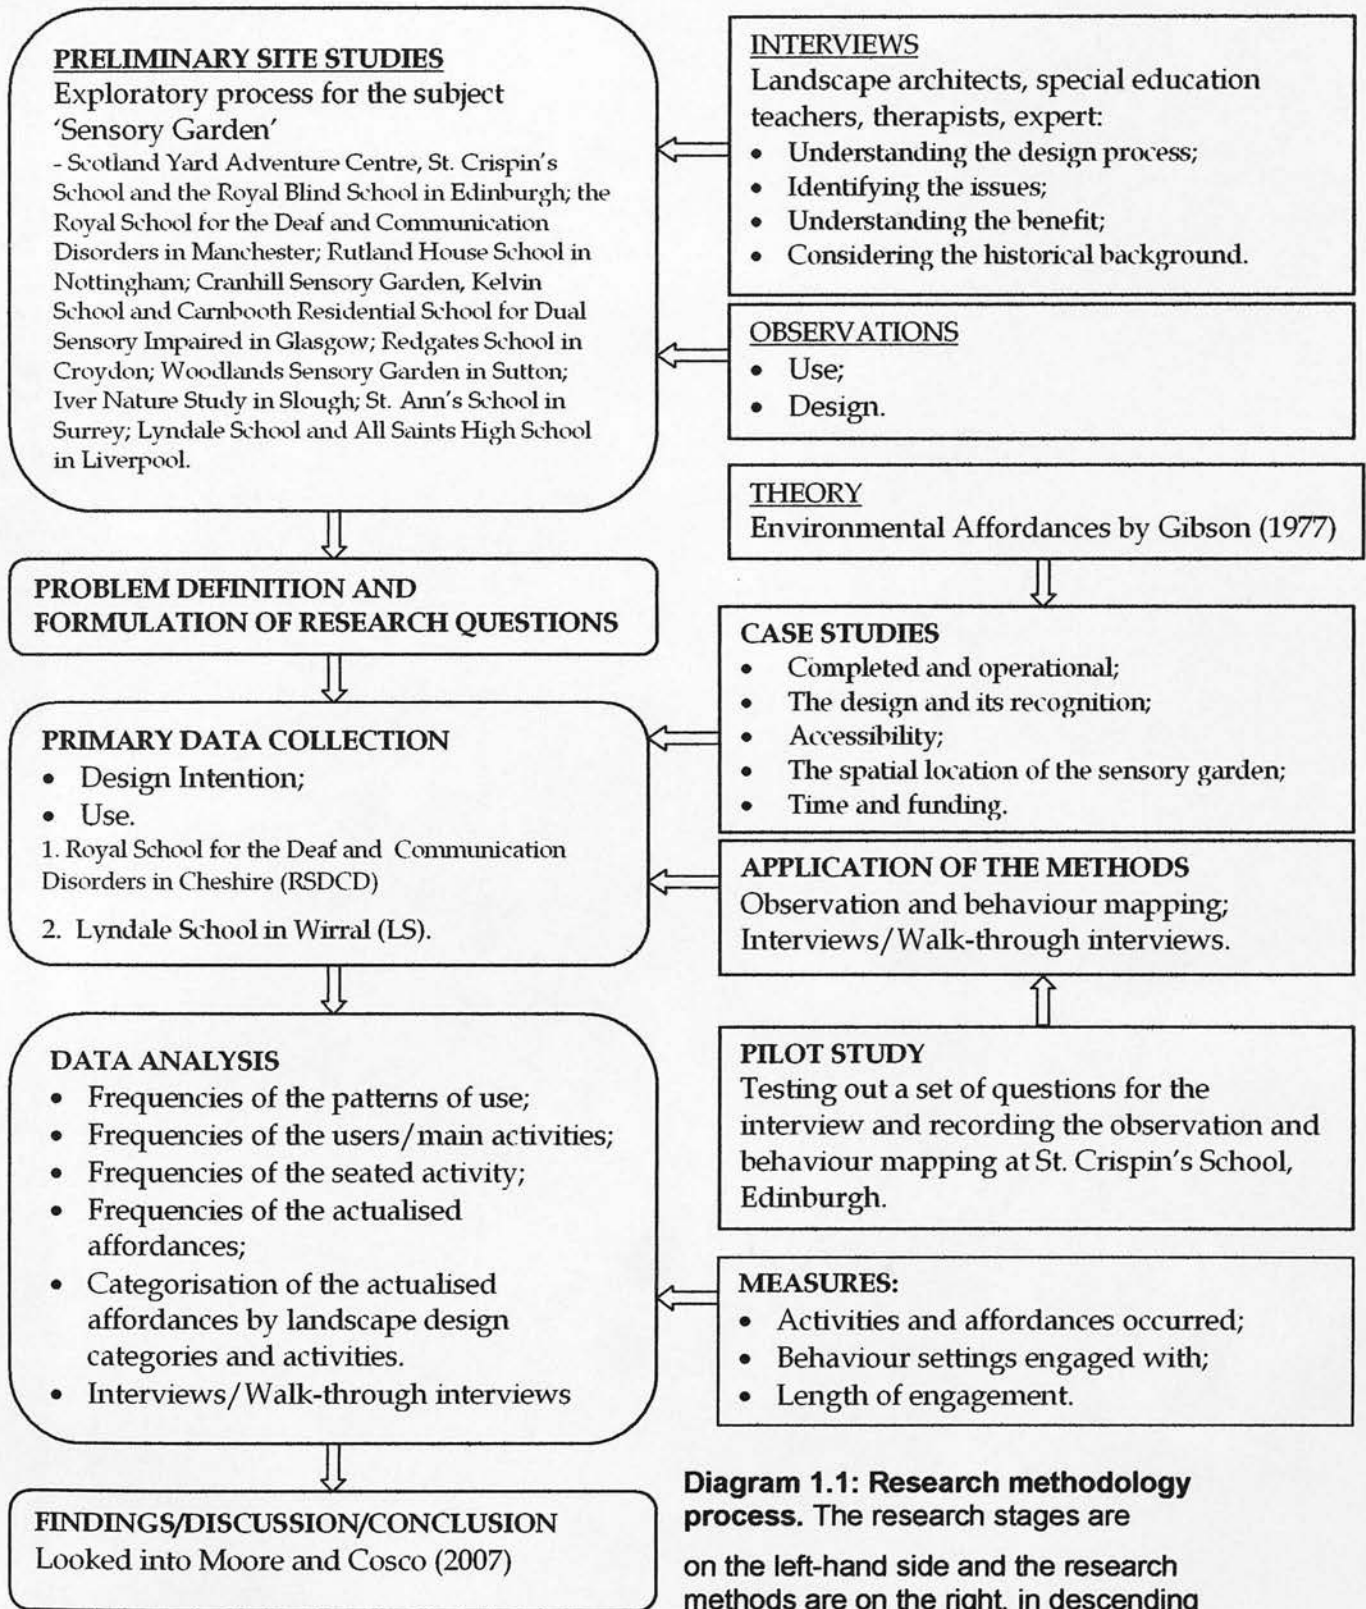 PRELIMINARY SITE STUDIES
Exploratory process for the subject
‘Sensory Garden’
- Scotland Yard Adventure Centre, St. Crispin’s
School and the Royal Blind School in Edinburgh; the
Royal School for the Deaf and Communication
Disorders in Manchester; Rutland House School in
Nottingham; Cranhill Sensory Garden, Kelvin
School and Carnbooth Residential School for Dual
Sensory Impaired in Glasgow; Redgates School in
Croydon; Woodlands Sensory Garden in Sutton;
Iver Nature Study in Slough; St. Ann’s School in
Surrey; Lyndale School and All Saints High School
in Liverpool.
INTERVIEWS
Landscape architects, special education
teachers, therapists, expert:
• Understanding the design process;
• Identifying the issues;
• Understanding the benefit;
• Considering the historical background.
OBSERVATIONS
• Use;
• Design.
THEORY
Environmental Affordances by Gibson (1977)
PROBLEM DEFINITION AND
FORMULATION OF RESEARCH QUESTIONS
CASE STUDIES
• Completed and operational;
• The design and its recognition;
• Accessibility;
• The spatial location of the sensory garden;
• Time and funding.
PRIMARY DATA COLLECTION
• Design Intention;
• Use.
1. Royal School for the Deaf and Communication
Disorders in Cheshire (RSDCD)
2. Lyndale School in Wirral (LS).
APPLICATION OF THE METHODS
Observation and behaviour mapping;
Interviews/Walk-through interviews.
PILOT STUDY
Testing out a set of questions for the
interview and recording the observation and
behaviour mapping at St. Crispin’s School,
Edinburgh.
DATA ANALYSIS
• Frequencies of the patterns of use;
• Frequencies of the users/main activities;
• Frequencies of the seated activity;
• Frequencies of the actualised
affordances;
• Categorisation of the actualised
affordances by landscape design
categories and activities.
• Interviews/Walk-through interviews
MEASURES:
• Activities and affordances occurred;
• Behaviour settings engaged with;
• Length of engagement.
FINDINGS/DISCUSSION/CONCLUSION
Looked into Moore and Cosco (2007)
Diagram 1.1: Research methodology
process. The research stages are
on the left-hand side and the research
methods are on the right, in descending